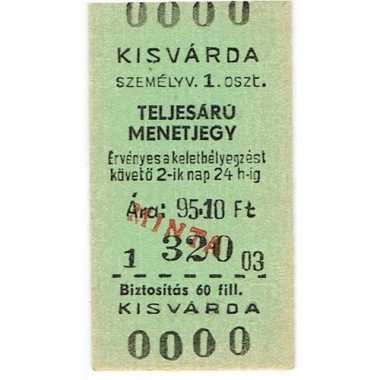 0000
KISVÁRDA
SZEMÉLYV. 1. oszt.
TELJESÁRÚ
MENETJEGY
Érvényes a keletbélyegzést
követő 2-ik nap 24 h-ig
Ára: 95·10 Ft
MINTA
1 320 03
Biztosítás 60 fill.
KISVÁRDA
0000